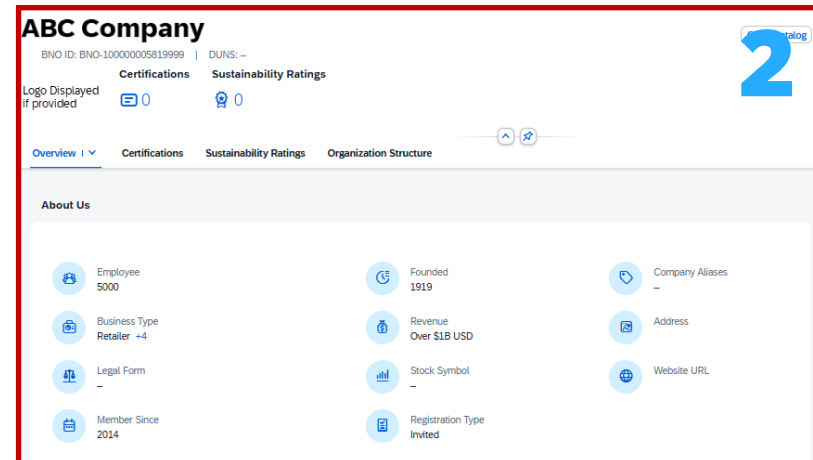 ABC Company
BNO ID: BNO-100000005819999 | DUNS: –
2
Certifications Sustainability Ratings
Logo Displayed
if provided
0 0
Overview Certifications Sustainability Ratings Organization Structure
About Us
Employee
5000
Founded
1919
Company Aliases
–
Business Type
Retailer +4
Revenue
Over $1B USD
Address
Legal Form
–
Stock Symbol
–
Website URL
Member Since
2014
Registration Type
Invited